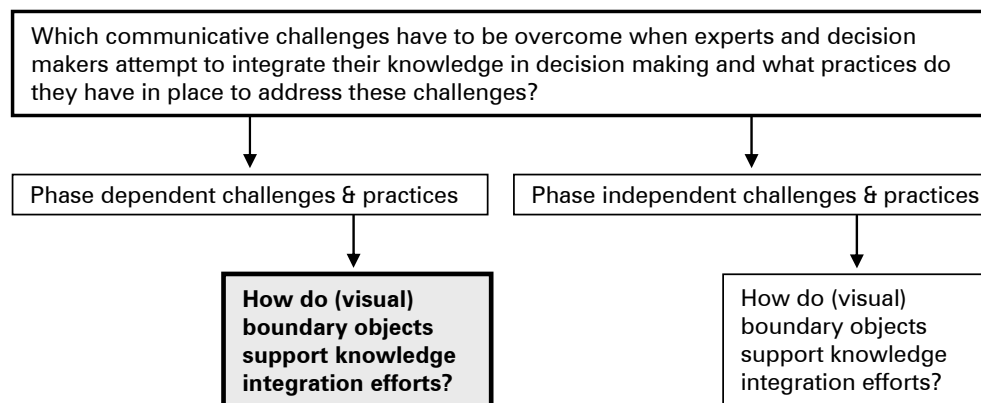 Which communicative challenges have to be overcome when experts and decision
makers attempt to integrate their knowledge in decision making and what practices do
they have in place to address these challenges?
Phase dependent challenges & practices
Phase independent challenges & practices
How do (visual)
boundary objects
support knowledge
integration efforts?
How do (visual)
boundary objects
support knowledge
integration efforts?